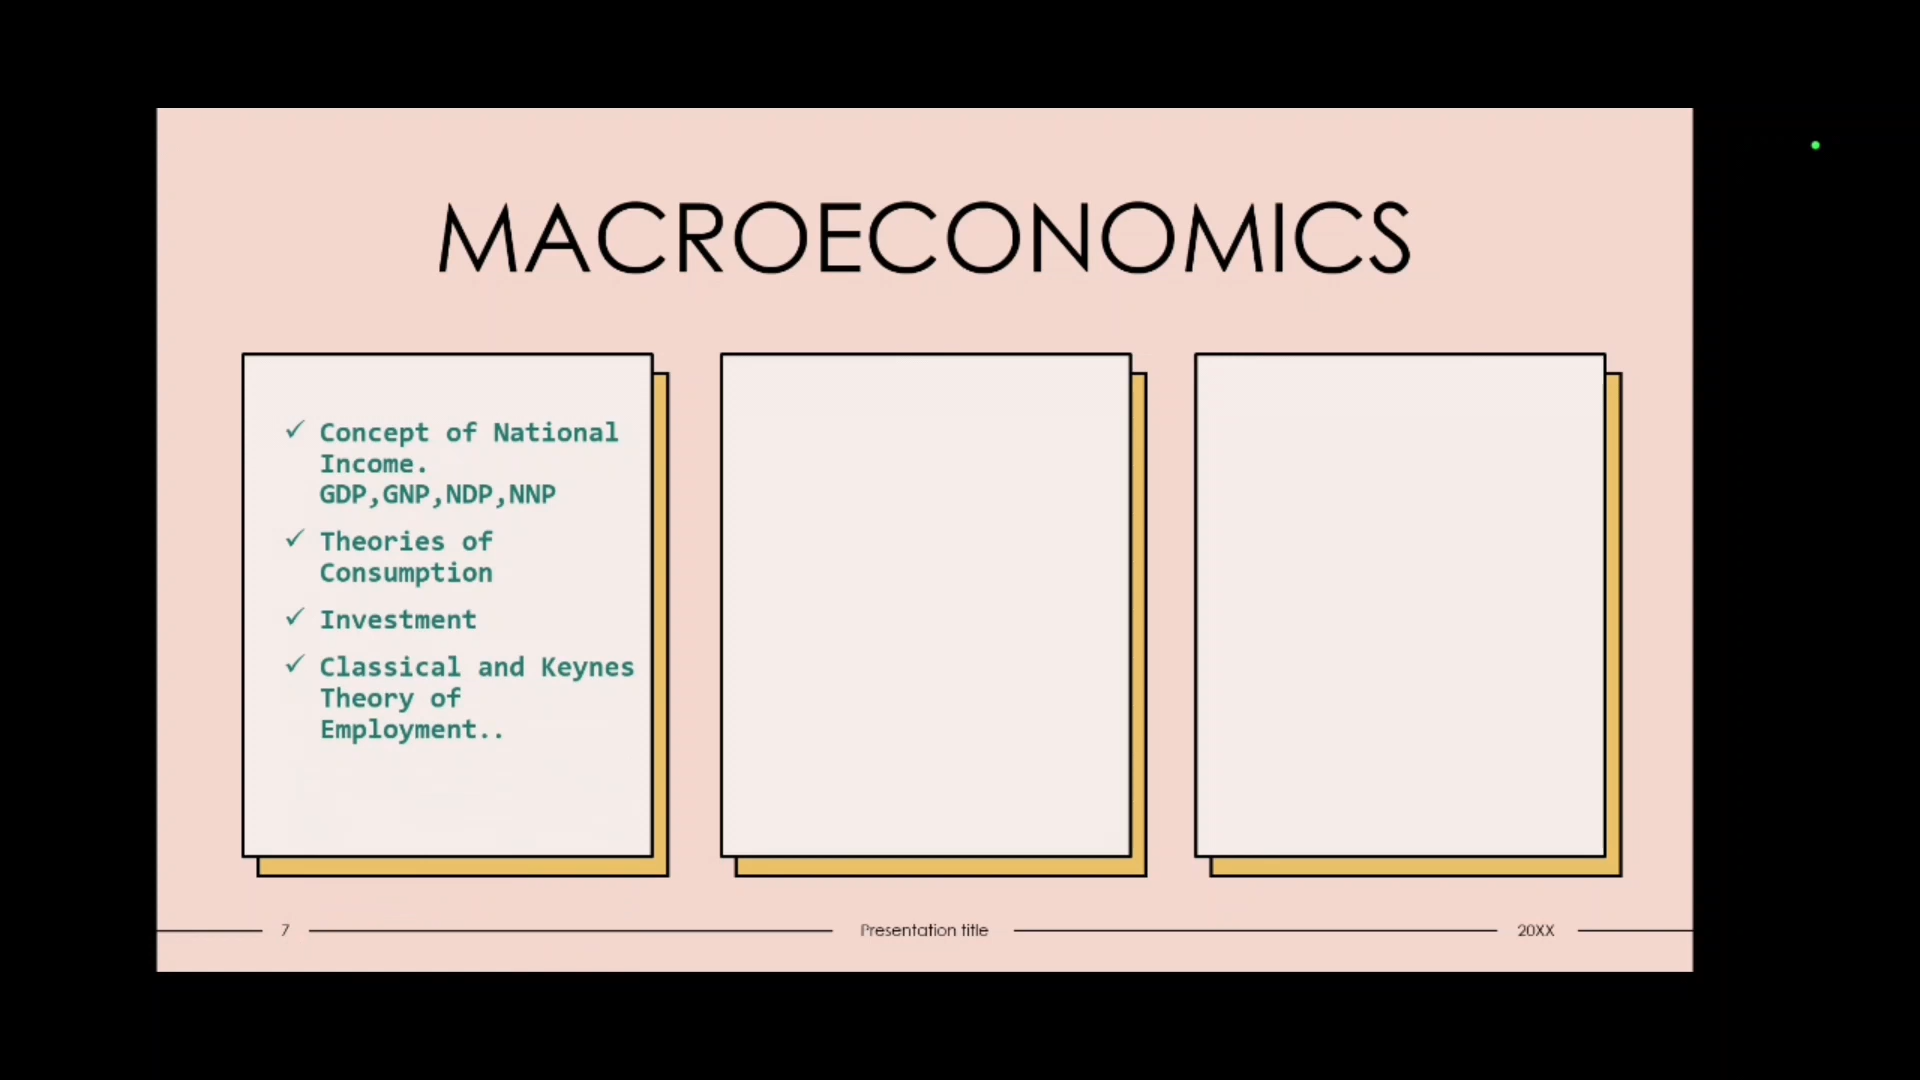 MACROECONOMICS
✓ Concept of National
Income.
GDP,GNP,NDP,NNP
✓ Theories of
Consumption
✓ Investment
✓ Classical and Keynes
Theory of
Employment..
7
Presentation title
20XX